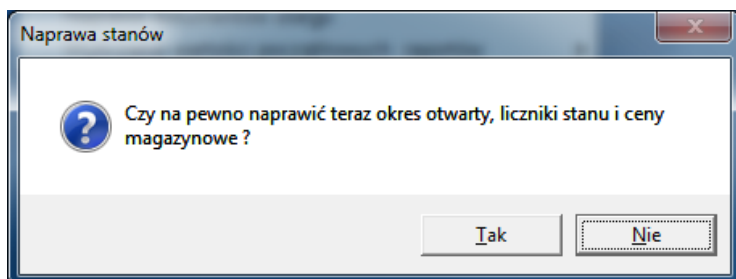 Naprawa stanów
Czy na pewno naprawić teraz okres otwarty, liczniki stanu i ceny
magazynowe ?
Tak
Nie